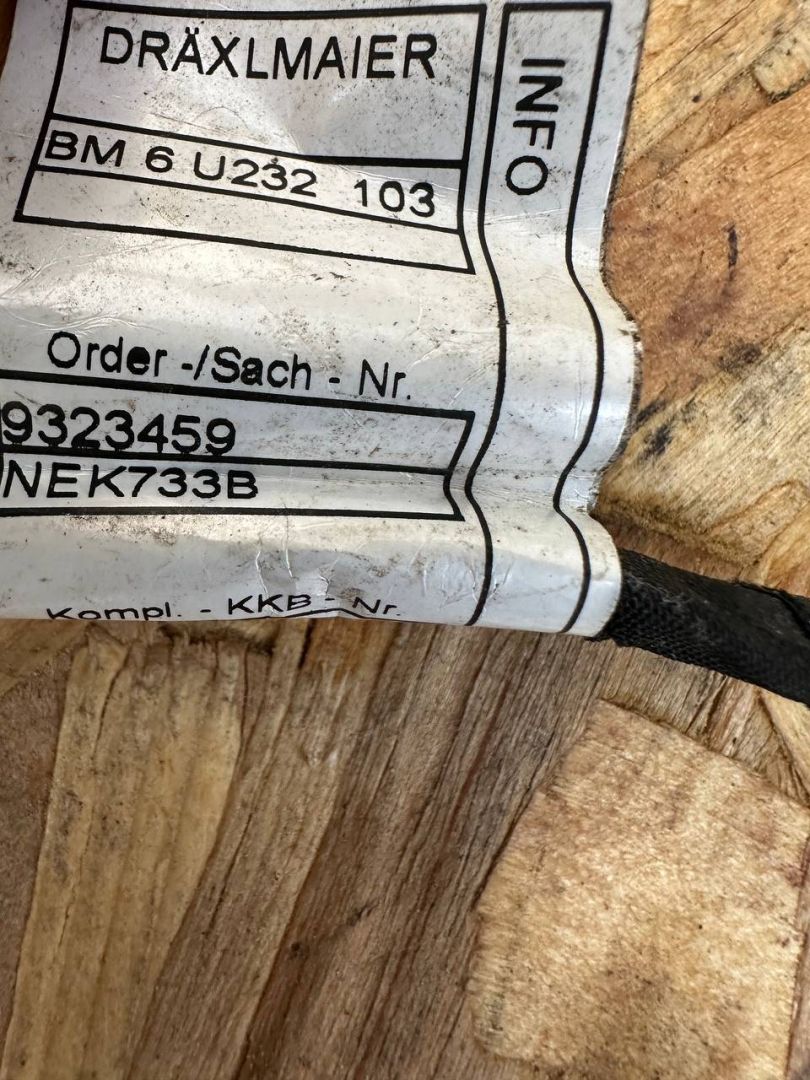 DRÄXLMAIER
BM 6 U232 103
INFO
Order -/Sach - Nr.
9323459
NEK733B
Kompl. - KKB - Nr.